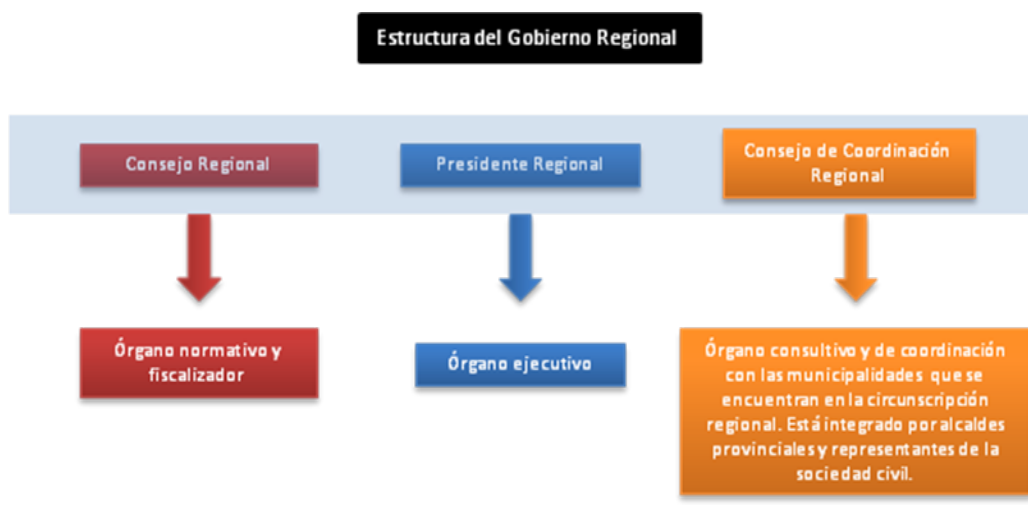 Estructura del Gobierno Regional
Consejo Regional
Presidente Regional
Consejo de Coordinación
Regional
Órgano normativo y
fiscalizador
Órgano ejecutivo
Órgano consultivo y de coordinación
con las municipalidades que se
encuentran en la circunscripción
regional. Está integrado por alcaldes
provinciales y representantes de la
sociedad civil.